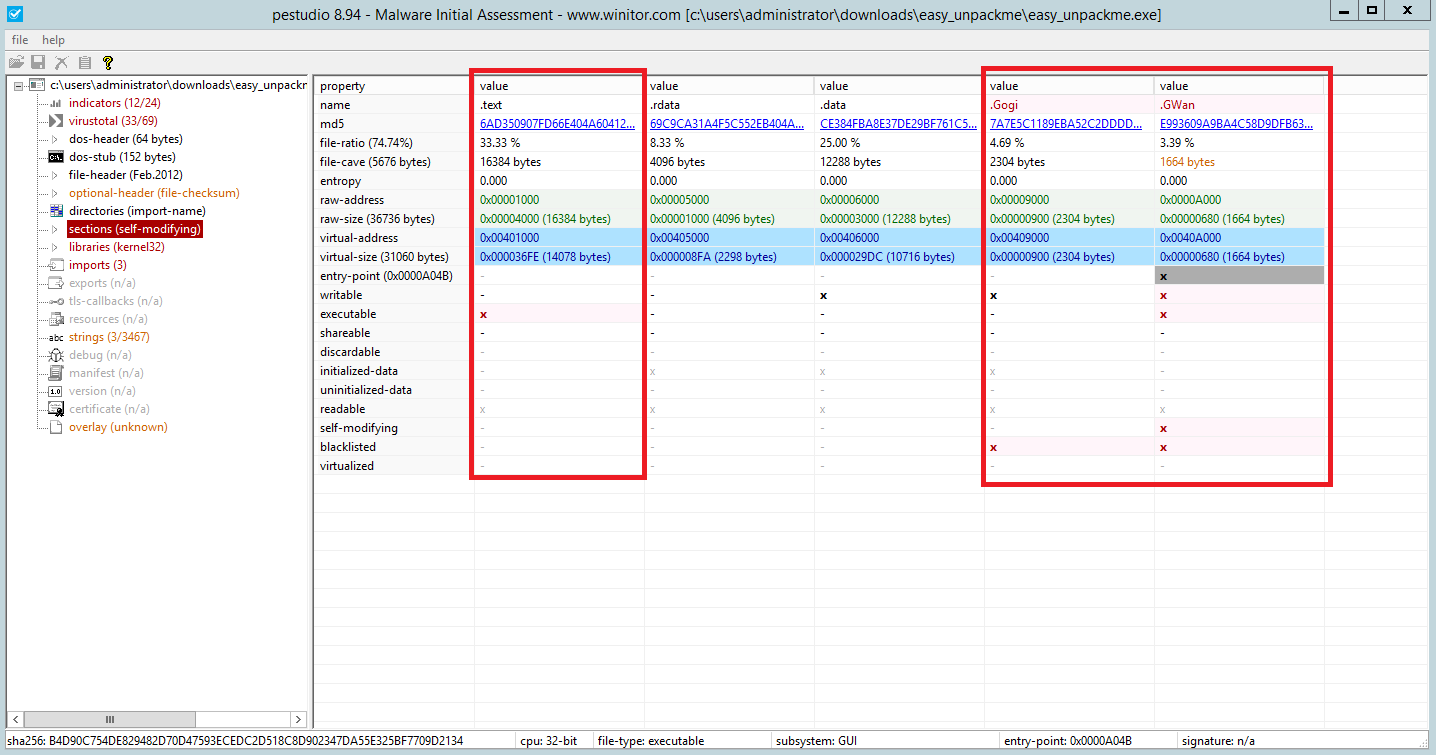 pestudio 8.94 - Malware Initial Assessment - www.winitor.com [c:\users\administrator\downloads\easy_unpackme\easy_unpackme.exe]
file help
c:\users\administrator\downloads\easy_unpackr
indicators (12/24)
virustotal (33/69)
dos-header (64 bytes)
dos-stub (152 bytes)
file-header (Feb.2012)
optional-header (file-checksum)
directories (import-name)
sections (self-modifying)
libraries (kernel32)
imports (3)
exports (n/a)
tls-callbacks (n/a)
resources (n/a)
abc strings (3/3467)
debug (n/a)
manifest (n/a)
1.0 version (n/a)
certificate (n/a)
overlay (unknown)
property value value value value value
name .text .rdata .data .Gogi .GWan
md5 6AD350907FD66E404A60412... 69C9CA31A4F5C552EB404A... CE384FBA8E37DE29BF761C5... 7A7E5C1189EBA52C2DDDD... E993609A9BA4C58D9DFB63...
file-ratio (74.74%) 33.33 % 8.33 % 25.00 % 4.69 % 3.39 %
file-cave (5676 bytes) 16384 bytes 4096 bytes 12288 bytes 2304 bytes 1664 bytes
entropy 0.000 0.000 0.000 0.000 0.000
raw-address 0x00001000 0x00005000 0x00006000 0x00009000 0x0000A000
raw-size (36736 bytes) 0x00004000 (16384 bytes) 0x00001000 (4096 bytes) 0x00003000 (12288 bytes) 0x00000900 (2304 bytes) 0x00000680 (1664 bytes)
virtual-address 0x00401000 0x00405000 0x00406000 0x00409000 0x0040A000
virtual-size (31060 bytes) 0x000036FE (14078 bytes) 0x000008FA (2298 bytes) 0x000029DC (10716 bytes) 0x00000900 (2304 bytes) 0x00000680 (1664 bytes)
entry-point (0x0000A04B) - - - - x
writable - - x x x
executable x - - - x
shareable - - - - -
discardable - - - - -
initialized-data - x x x -
uninitialized-data - - - - -
readable x x x x x
self-modifying - - - - x
blacklisted - - - x x
virtualized - - - - -
sha256: B4D90C754DE829482D70D47593ECEDC2D518C8D902347DA55E325BF7709D2134 cpu: 32-bit file-type: executable subsystem: GUI entry-point: 0x0000A04B signature: n/a